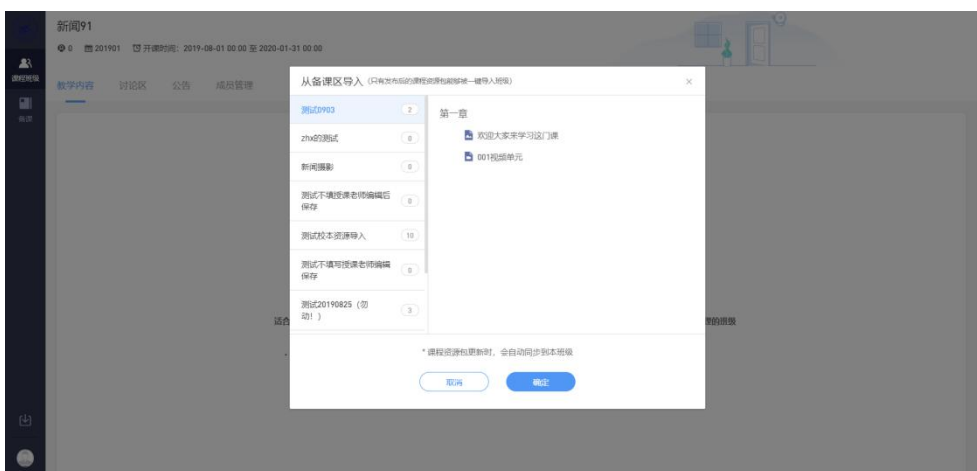 新闻91
0 201901 开课时间：2019-08-01 00:00 至 2020-01-31 00:00
课程班级
备课
教学内容 讨论区 公告 成员管理
从备课区导入（只有发布后的课程资源包能够被一键导入班级） ×
测试0903 2
zhx的测试 0
新闻摄影 0
测试不填授课老师编辑后
保存 0
测试校本资源导入 10
测试不填写授课老师编辑
保存 0
测试20190825（勿
动！） 3
第一章
欢迎大家来学习这门课
001视频单元
适合
理的班级
* 课程资源包更新时，会自动同步到本班级
取消 确定